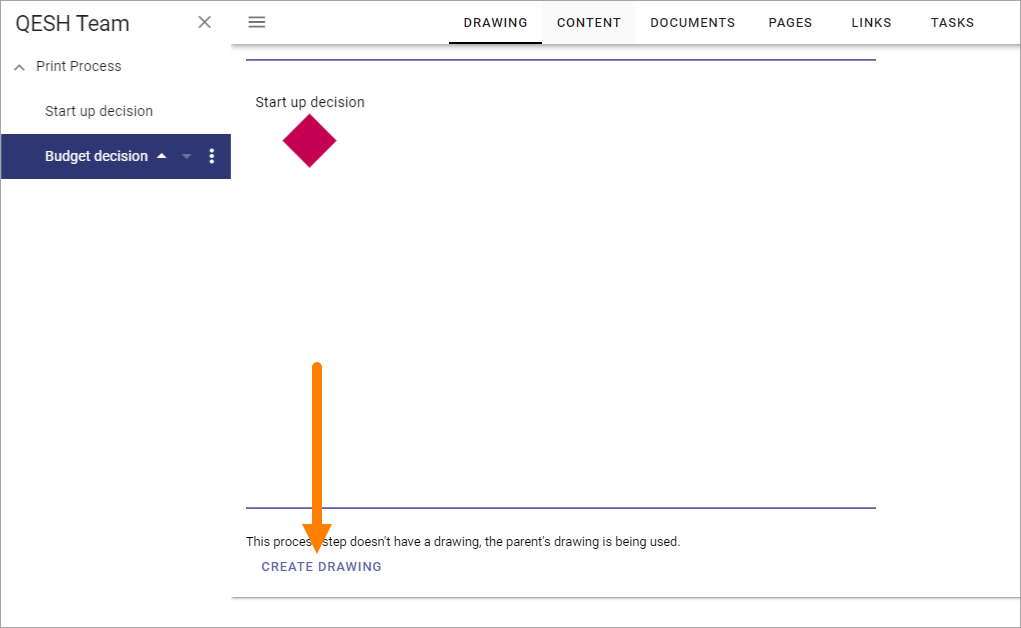 QESH Team
DRAWING CONTENT DOCUMENTS PAGES LINKS TASKS
Print Process
Start up decision
Budget decision
Start up decision
This process step doesn't have a drawing, the parent's drawing is being used.
CREATE DRAWING